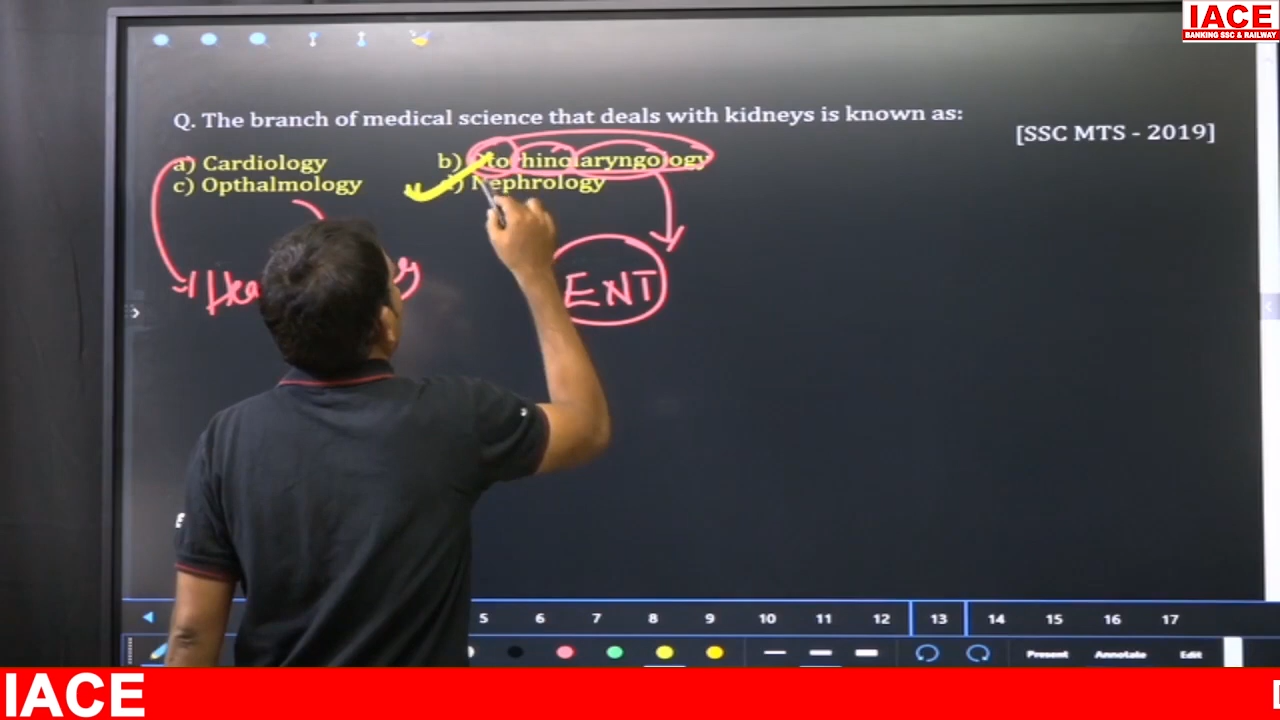 IACE
BANKING SSC & RAILWAY
Q. The branch of medical science that deals with kidneys is known as:
[SSC MTS - 2019]
a) Cardiology b) Otorhinolaryngology
c) Opthalmology d) Nephrology
ENT
5 6 7 8 9 10 11 12 13 14 15 16 17
Present Annotate Edit
IACE